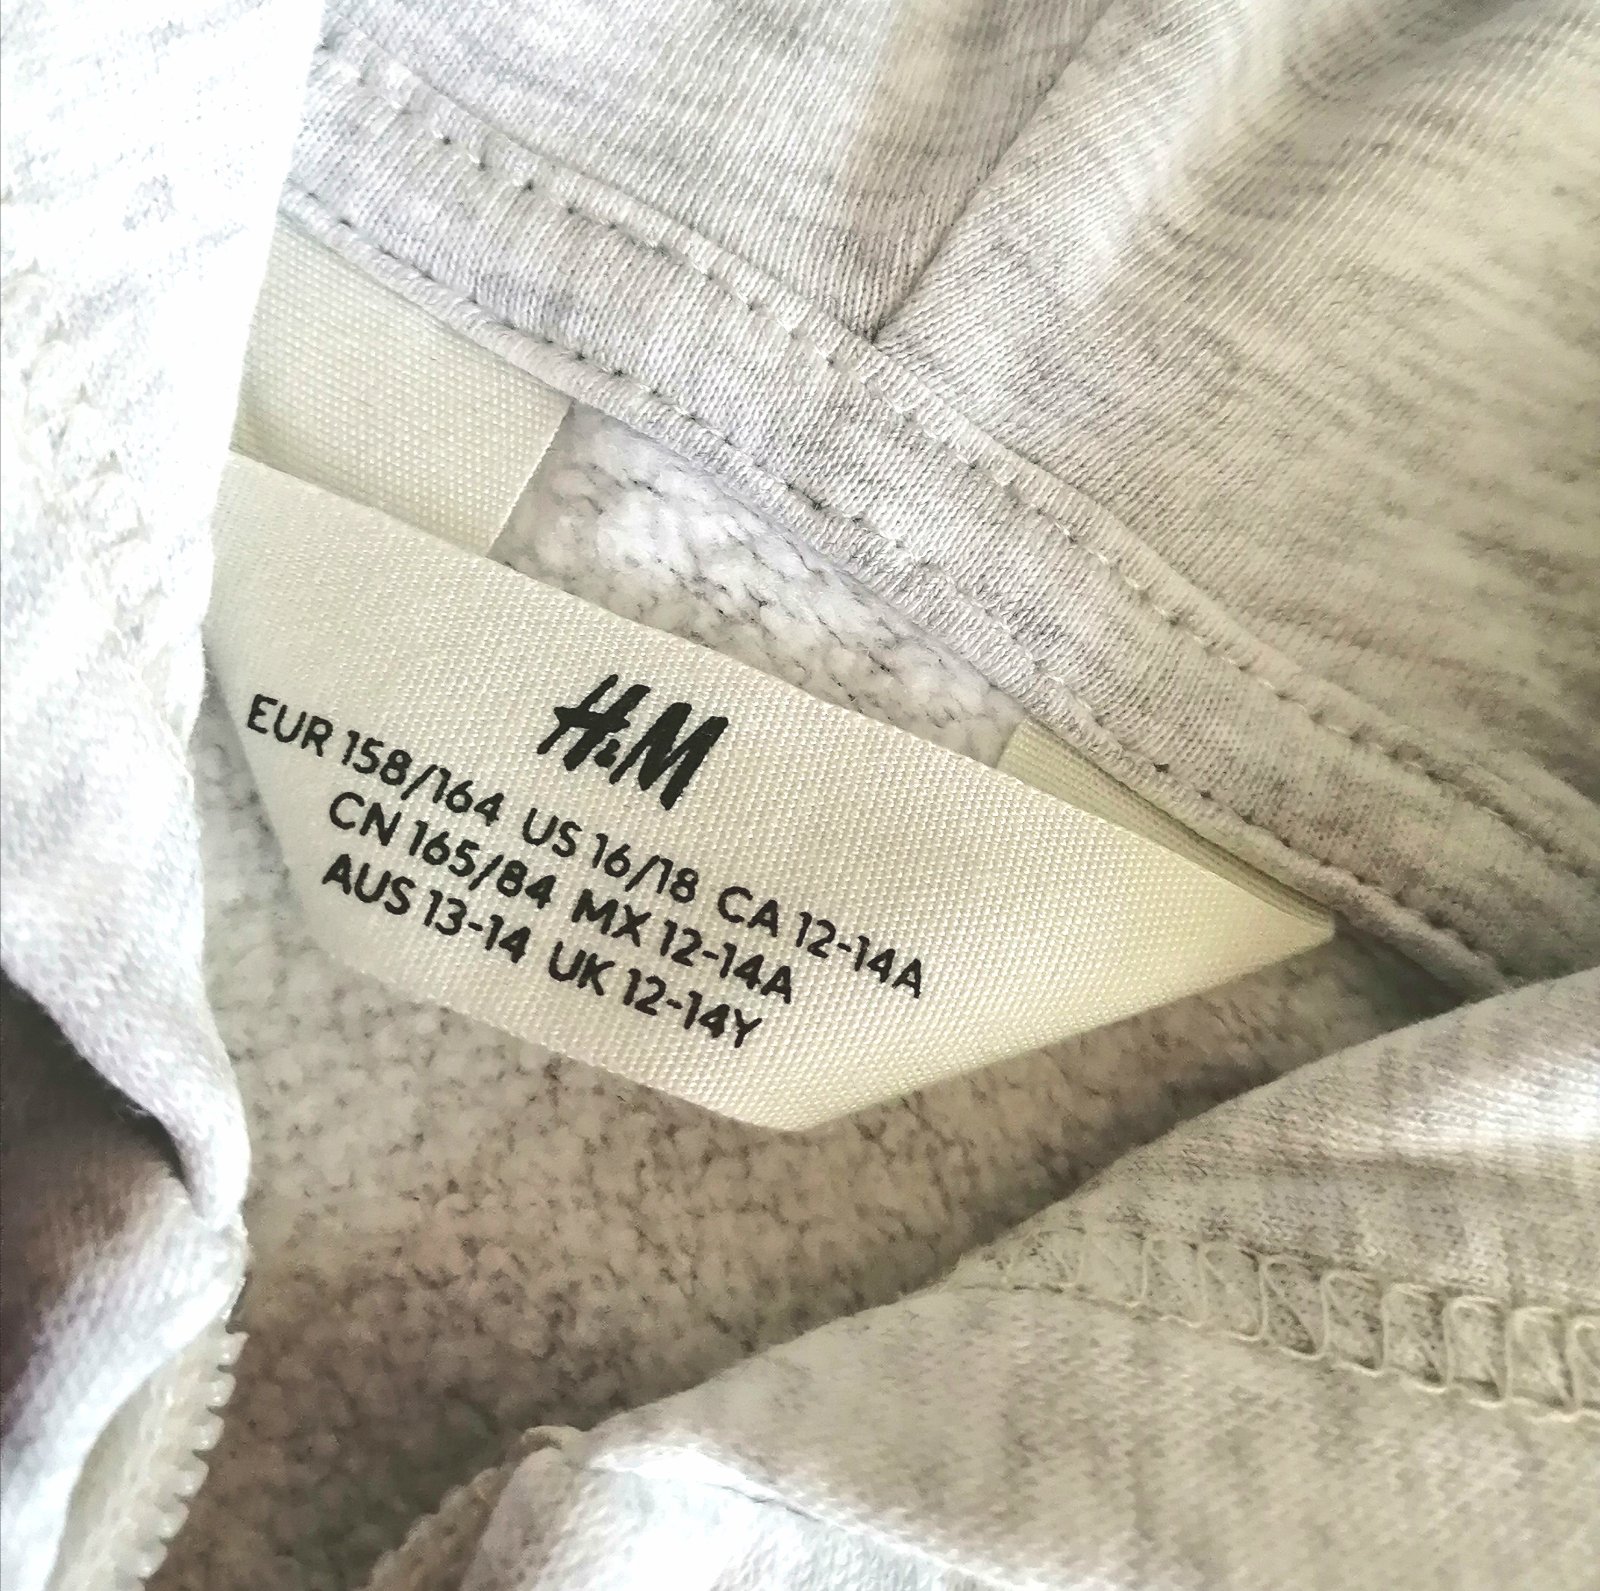 H&M
EUR 158/164 US 16/18 CA 12-14A
CN 165/84 MX 12-14A
AUS 13-14 UK 12-14Y